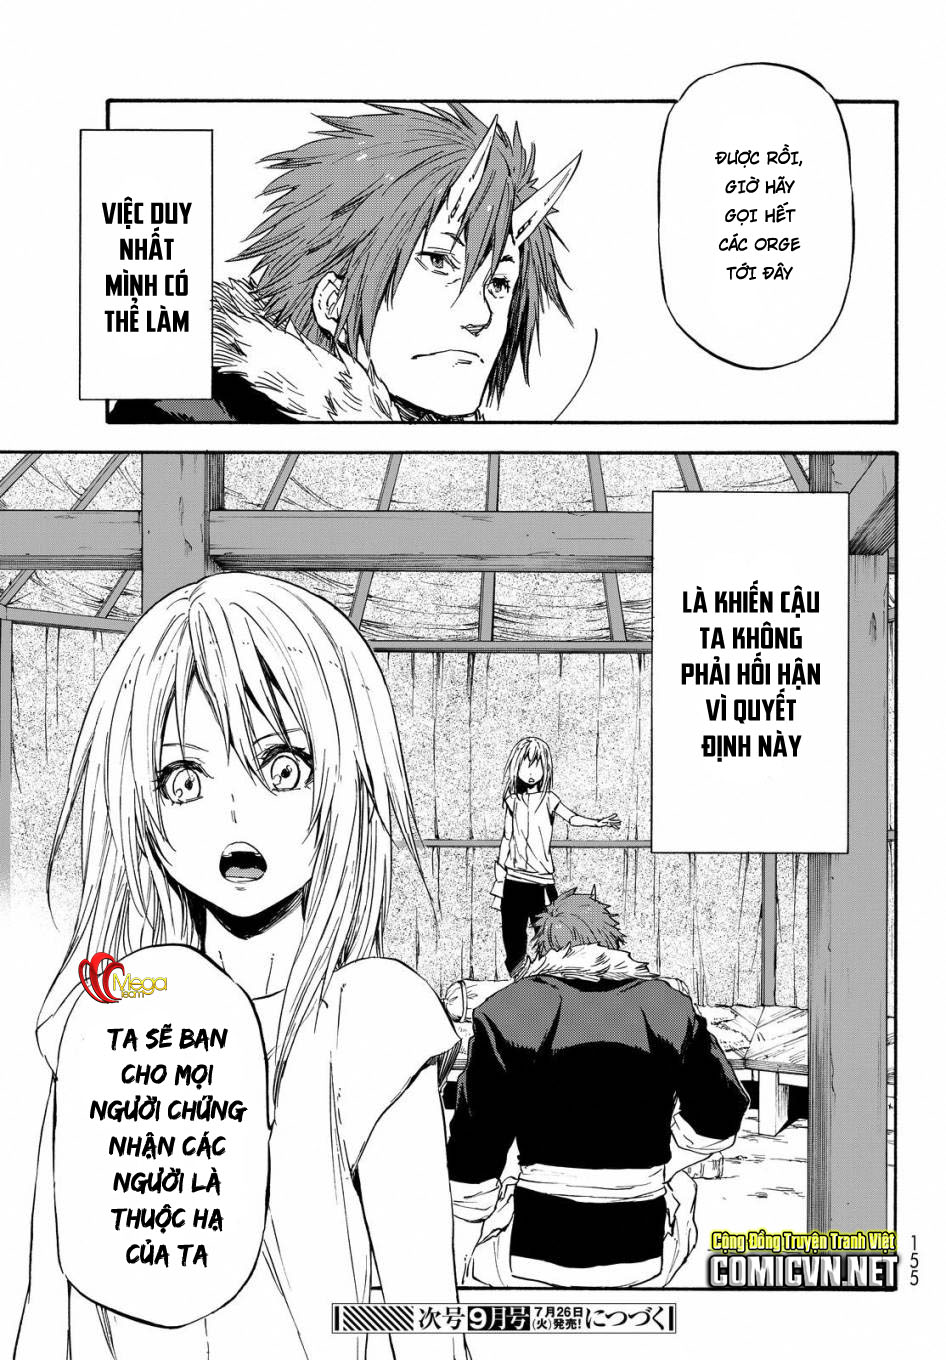 ĐƯỢC RỒI,
GIỜ HÃY
GỌI HẾT
CÁC ORGE
TỚI ĐÂY
VIỆC DUY
NHẤT
MÌNH CÓ
THỂ LÀM
LÀ KHIẾN CẬU
TA KHÔNG
PHẢI HỐI HẬN
VÌ QUYẾT
ĐỊNH NÀY
Mega
Team
TA SẼ BAN
CHO MỌI
NGƯỜI CHỨNG
NHẬN CÁC
NGƯỜI LÀ
THUỘC HẠ
CỦA TA
Cộng Đồng Truyện Tranh Việt
COMICVN.NET
155
次号9月号 7月26日(火)発売!につづく